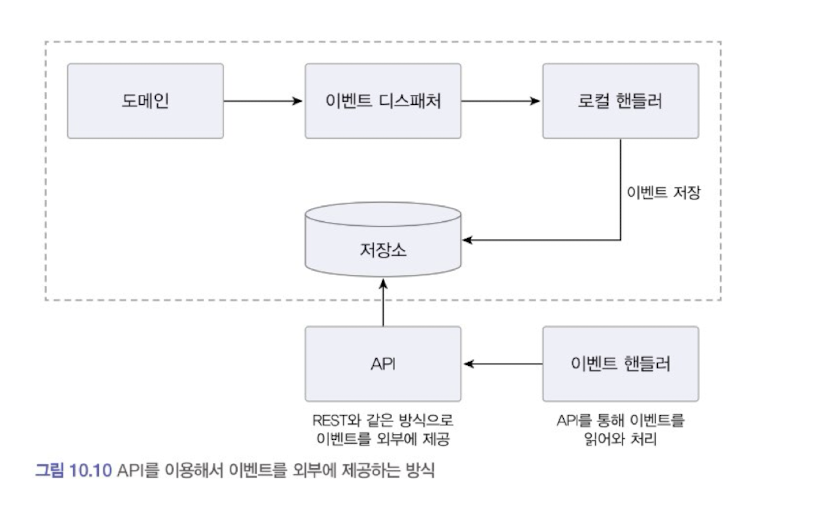 도메인
이벤트 디스패처
로컬 핸들러
이벤트 저장
저장소
API
이벤트 핸들러
REST와 같은 방식으로
이벤트를 외부에 제공
API를 통해 이벤트를
읽어와 처리
그림 10.10 API를 이용해서 이벤트를 외부에 제공하는 방식